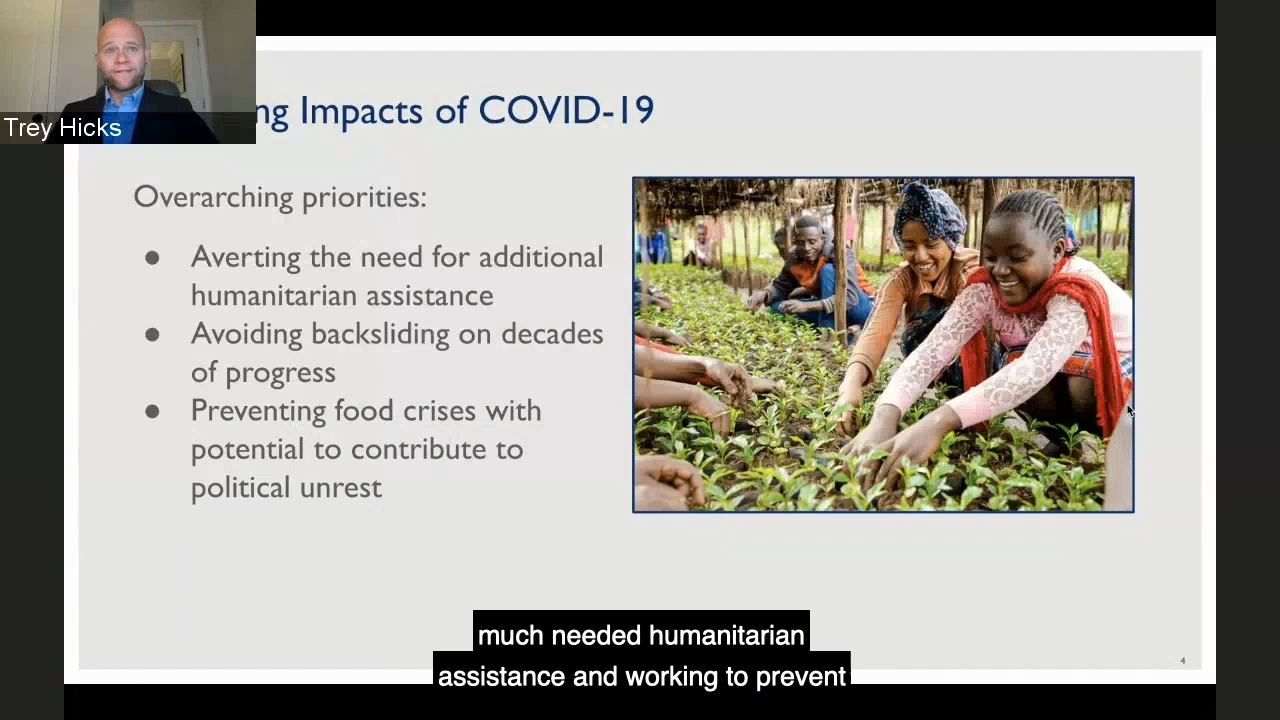 Trey Hicks
ng Impacts of COVID-19
Overarching priorities:
● Averting the need for additional
humanitarian assistance
● Avoiding backsliding on decades
of progress
● Preventing food crises with
potential to contribute to
political unrest
much needed humanitarian
assistance and working to prevent
4